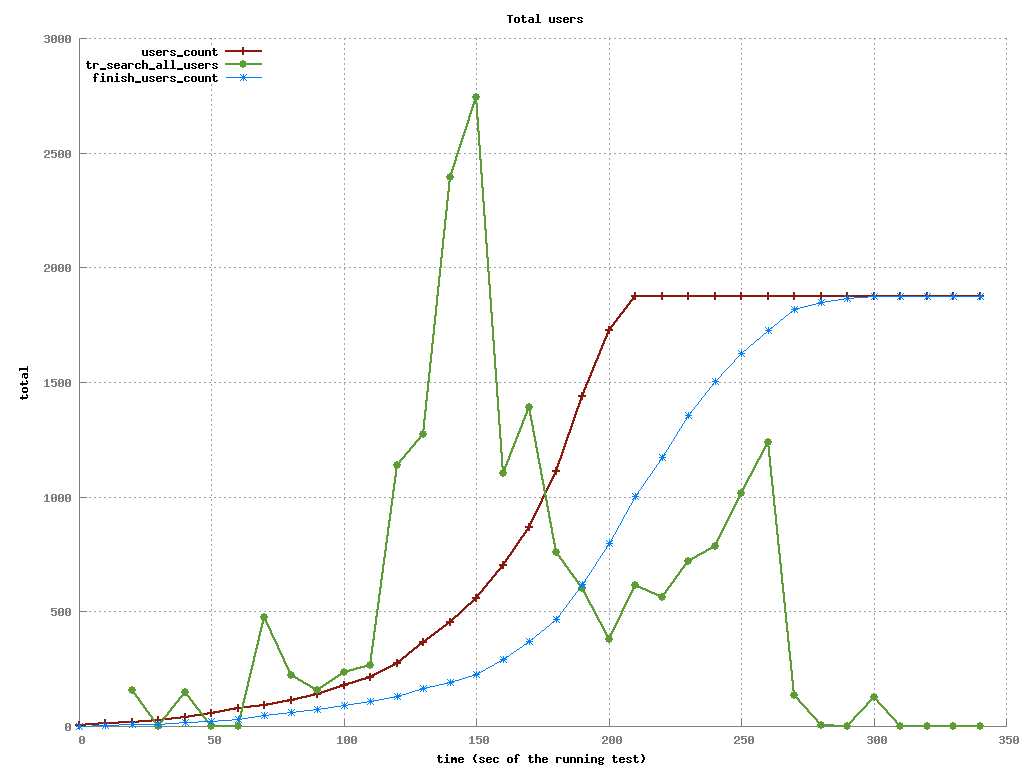 Total users
users_count
tr_search_all_users
finish_users_count
3000
2500
2000
1500
1000
500
0
total
0 50 100 150 200 250 300 350
time (sec of the running test)